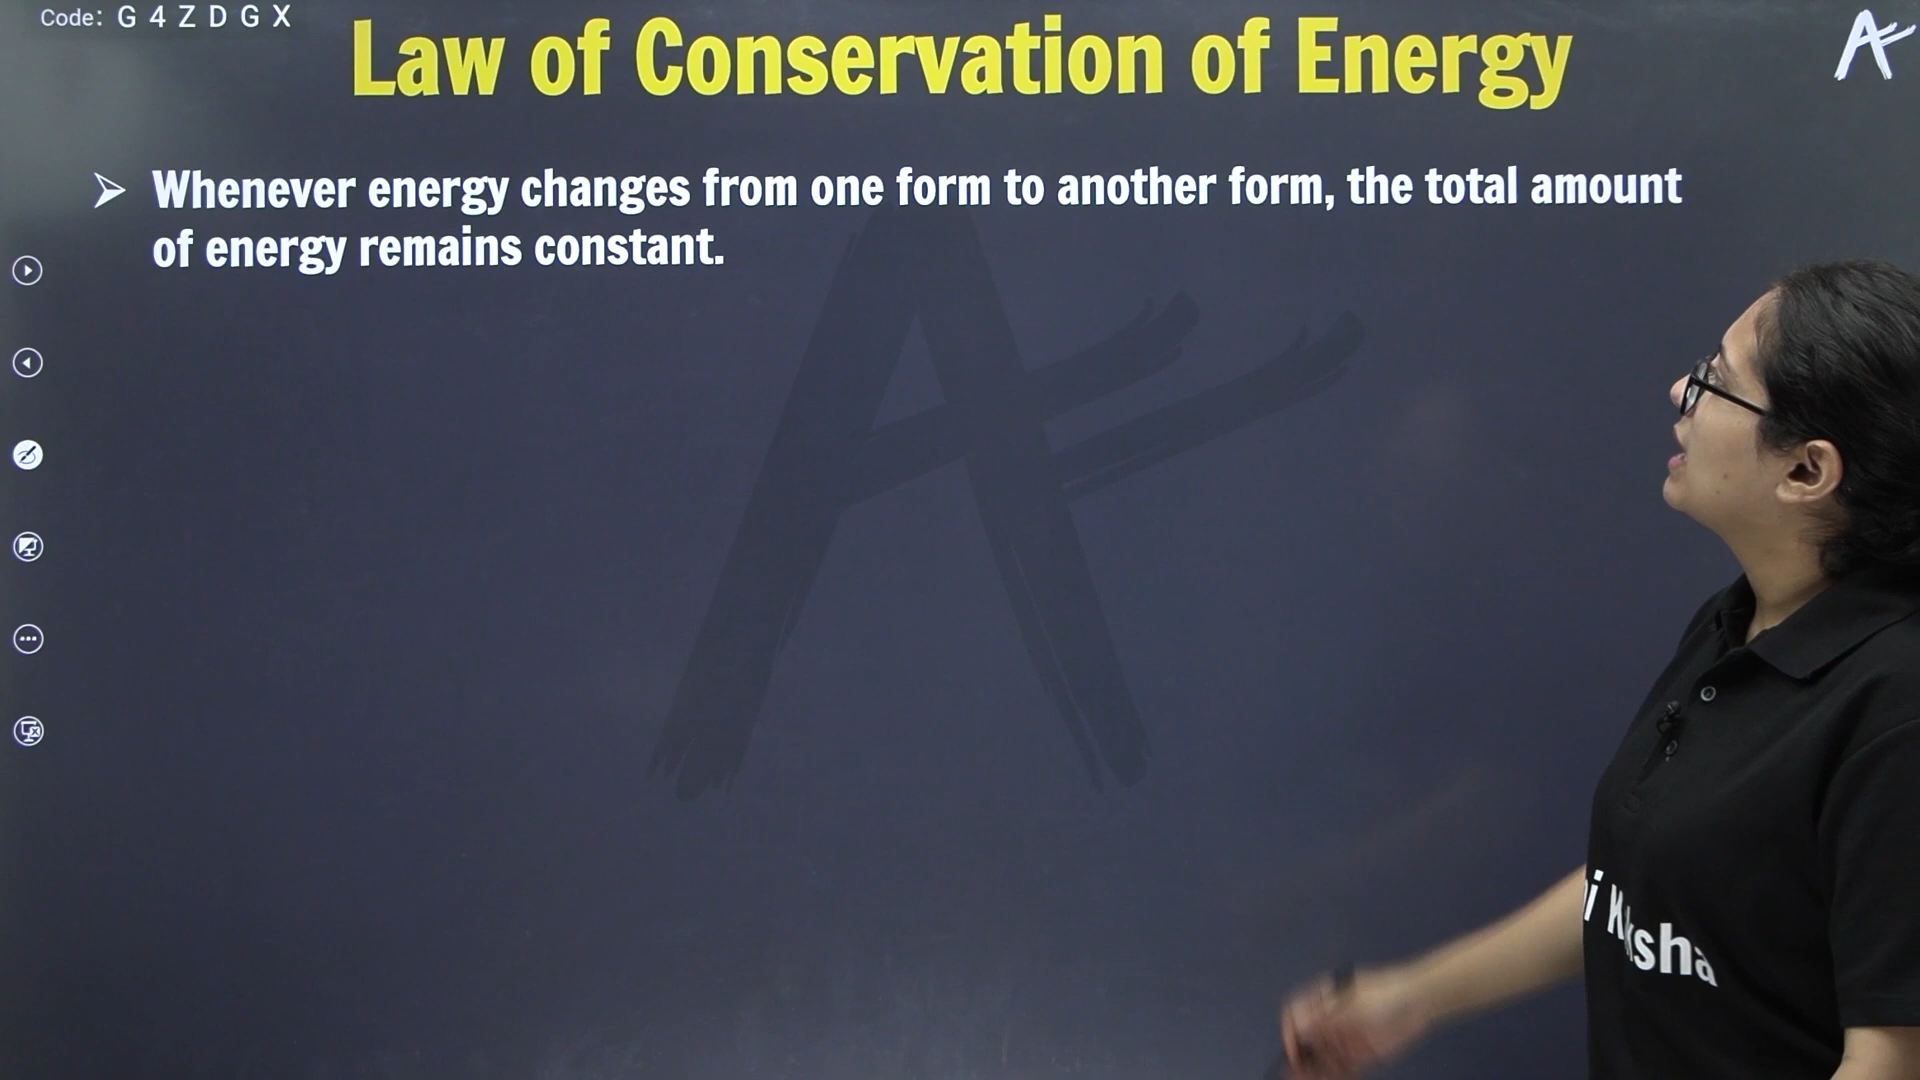 Code: G 4 Z D G X
Law of Conservation of Energy
Whenever energy changes from one form to another form, the total amount
of energy remains constant.